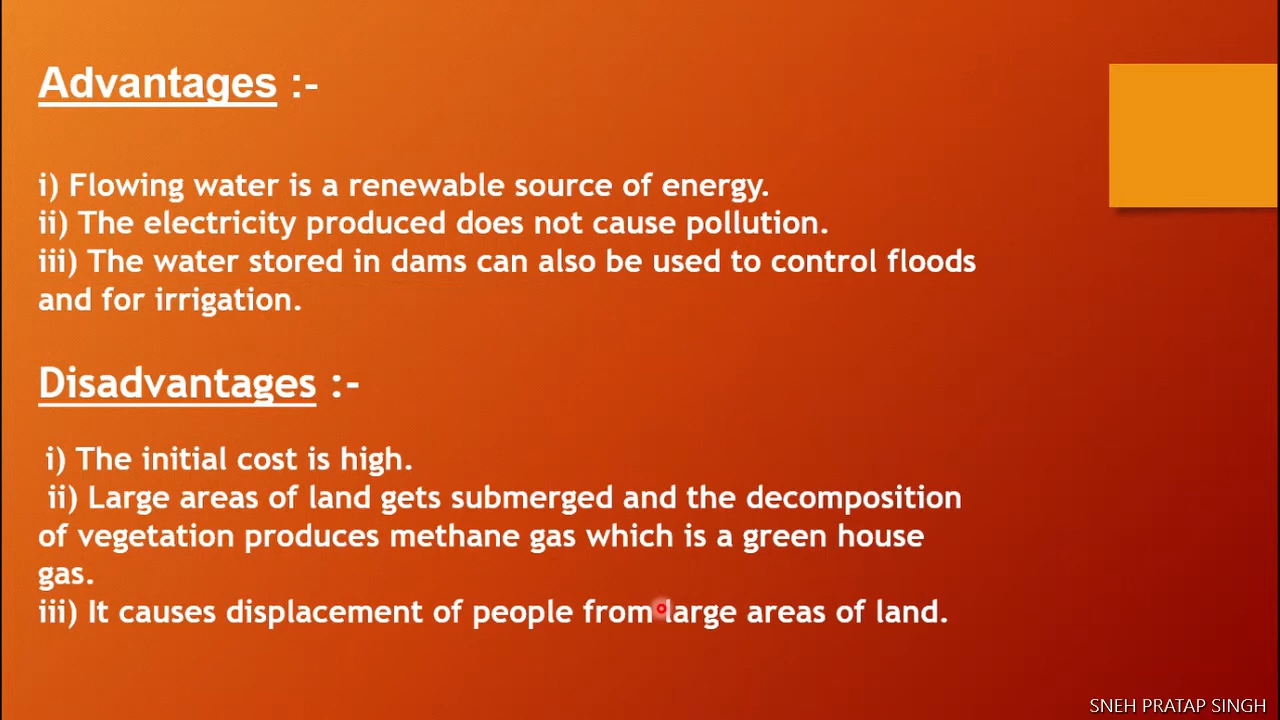 Advantages :-
i) Flowing water is a renewable source of energy.
ii) The electricity produced does not cause pollution.
iii) The water stored in dams can also be used to control floods
and for irrigation.
Disadvantages :-
i) The initial cost is high.
ii) Large areas of land gets submerged and the decomposition
of vegetation produces methane gas which is a green house
gas.
iii) It causes displacement of people from large areas of land.
SNEH PRATAP SINGH